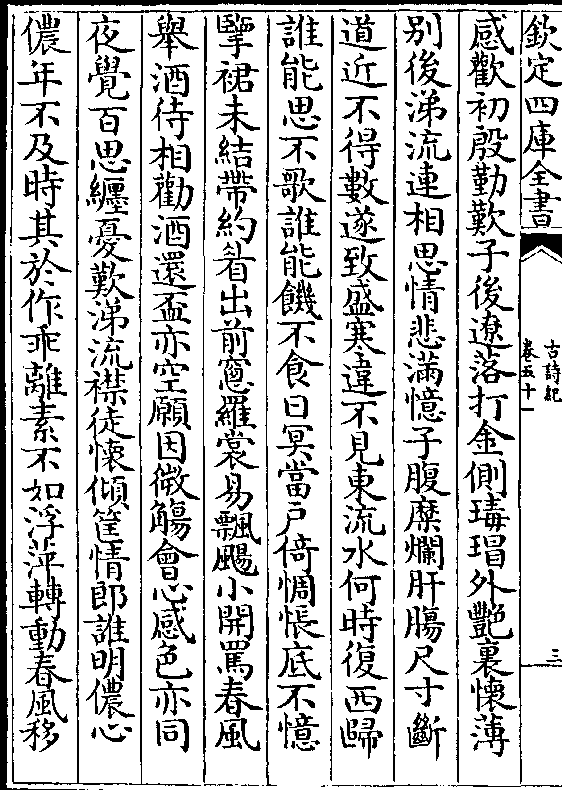 欽定四庫全書
古詩紀
卷五十一
三
感歡初殷勤歎子後遼落打金側瑇瑁外艷裏懷薄
別後涕流連相思情悲滿憶子腹糜爛肝腸尺寸斷
道近不得數遂致盛寒違不見東流水何時復西歸
誰能思不歌誰能饑不食日冥當戶倚惆悵底不憶
擥裙未結帶約眉出前窻羅裳易飄颺小開罵春風
舉酒待相勸酒還盃亦空願因微觴會心感色亦同
夜覺百思纏憂歎涕流襟徒懷傾筐情郎誰明儂心
儂年不及時其於作乖離素不如浮萍轉動春風移